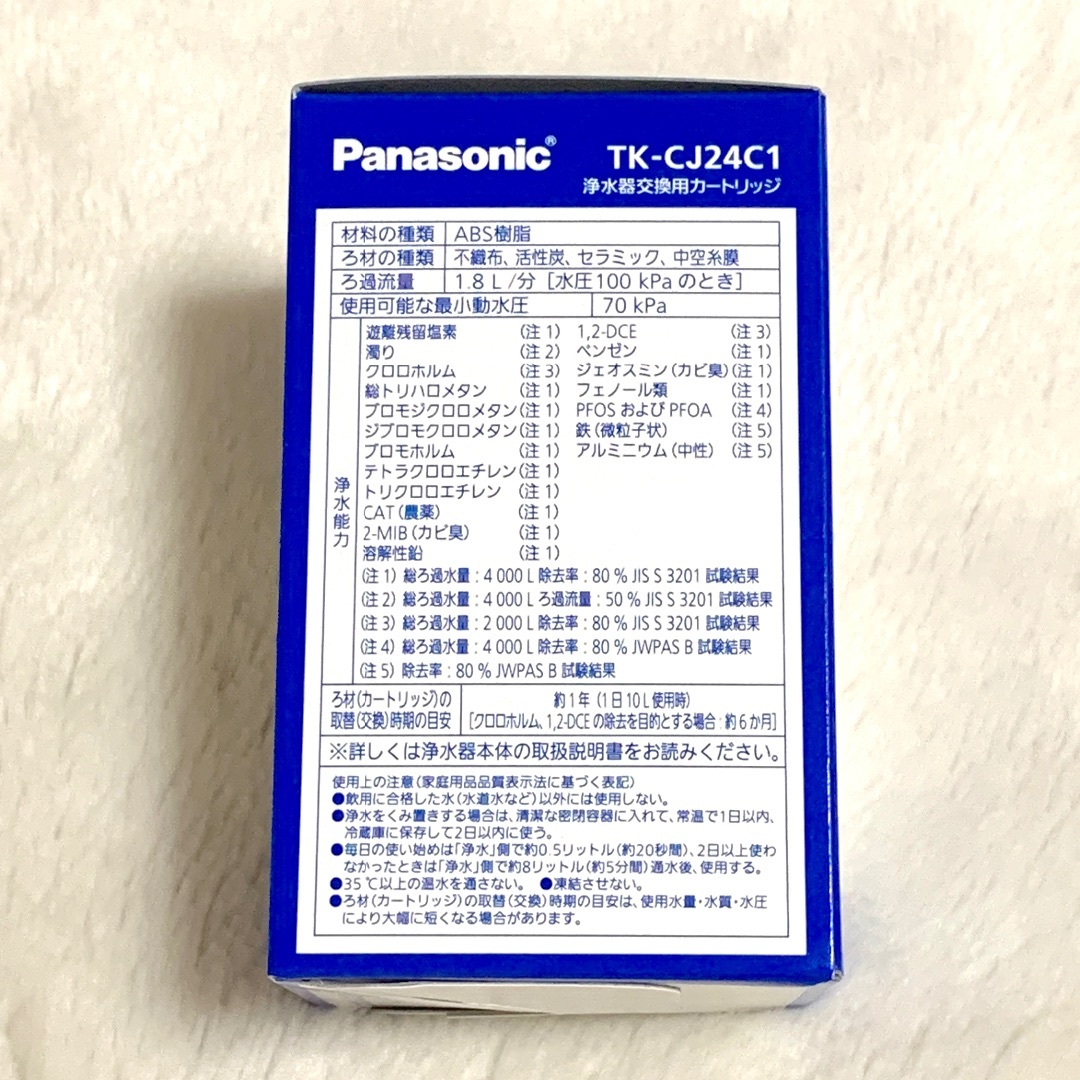 Panasonic®
TK-CJ24C1
浄水器交換用カートリッジ
材料の種類 ABS樹脂
ろ材の種類 不織布、活性炭、セラミック、中空糸膜
ろ過流量 1.8 L /分 [水圧100 kPa のとき]
使用可能な最小動水圧 70 kPa
浄水能力
遊離残留塩素 (注 1) 1,2-DCE (注 3)
濁り (注 2) ベンゼン (注 1)
クロロホルム (注 3) ジェオスミン(カビ臭)(注 1)
総トリハロメタン (注 1) フェノール類 (注 1)
ブロモジクロロメタン(注 1) PFOS および PFOA (注 4)
ジブロモクロロメタン(注 1) 鉄(微粒子状) (注 5)
ブロモホルム (注 1) アルミニウム(中性) (注 5)
テトラクロロエチレン(注 1)
トリクロロエチレン (注 1)
CAT(農薬) (注 1)
2-MIB(カビ臭) (注 1)
溶解性鉛 (注 1)
(注 1) 総ろ過水量:4 000 L 除去率:80 % JIS S 3201 試験結果
(注 2) 総ろ過水量:4 000 L ろ過流量:50 % JIS S 3201 試験結果
(注 3) 総ろ過水量:2 000 L 除去率:80 % JIS S 3201 試験結果
(注 4) 総ろ過水量:4 000 L 除去率:80 % JWPAS B 試験結果
(注 5) 除去率:80 % JWPAS B 試験結果
ろ材(カートリッジ)の
取替(交換)時期の目安
約1年(1日10L使用時)
[クロロホルム、1,2-DCE の除去を目的とする場合:約6か月]
※詳しくは浄水器本体の取扱説明書をお読みください。
使用上の注意(家庭用品品質表示法に基づく表記)
●飲用に合格した水(水道水など)以外には使用しない。
●浄水をくみ置きする場合は、清潔な密閉容器に入れて、常温で1日以内、
冷蔵庫に保存して2日以内に使う。
●毎日の使い始めは「浄水」側で約0.5リットル(約20秒間)、2日以上使わ
なかったときは「浄水」側で約8リットル(約5分間)通水後、使用する。
●35℃以上の温水を通さない。 ●凍結させない。
●ろ材(カートリッジ)の取替(交換)時期の目安は、使用水量・水質・水圧
により大幅に短くなる場合があります。